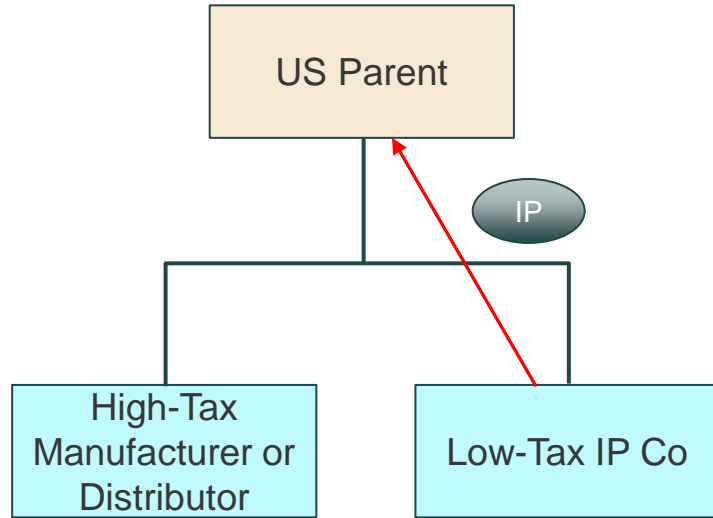 US Parent
IP
High-Tax
Manufacturer or
Distributor
Low-Tax IP Co